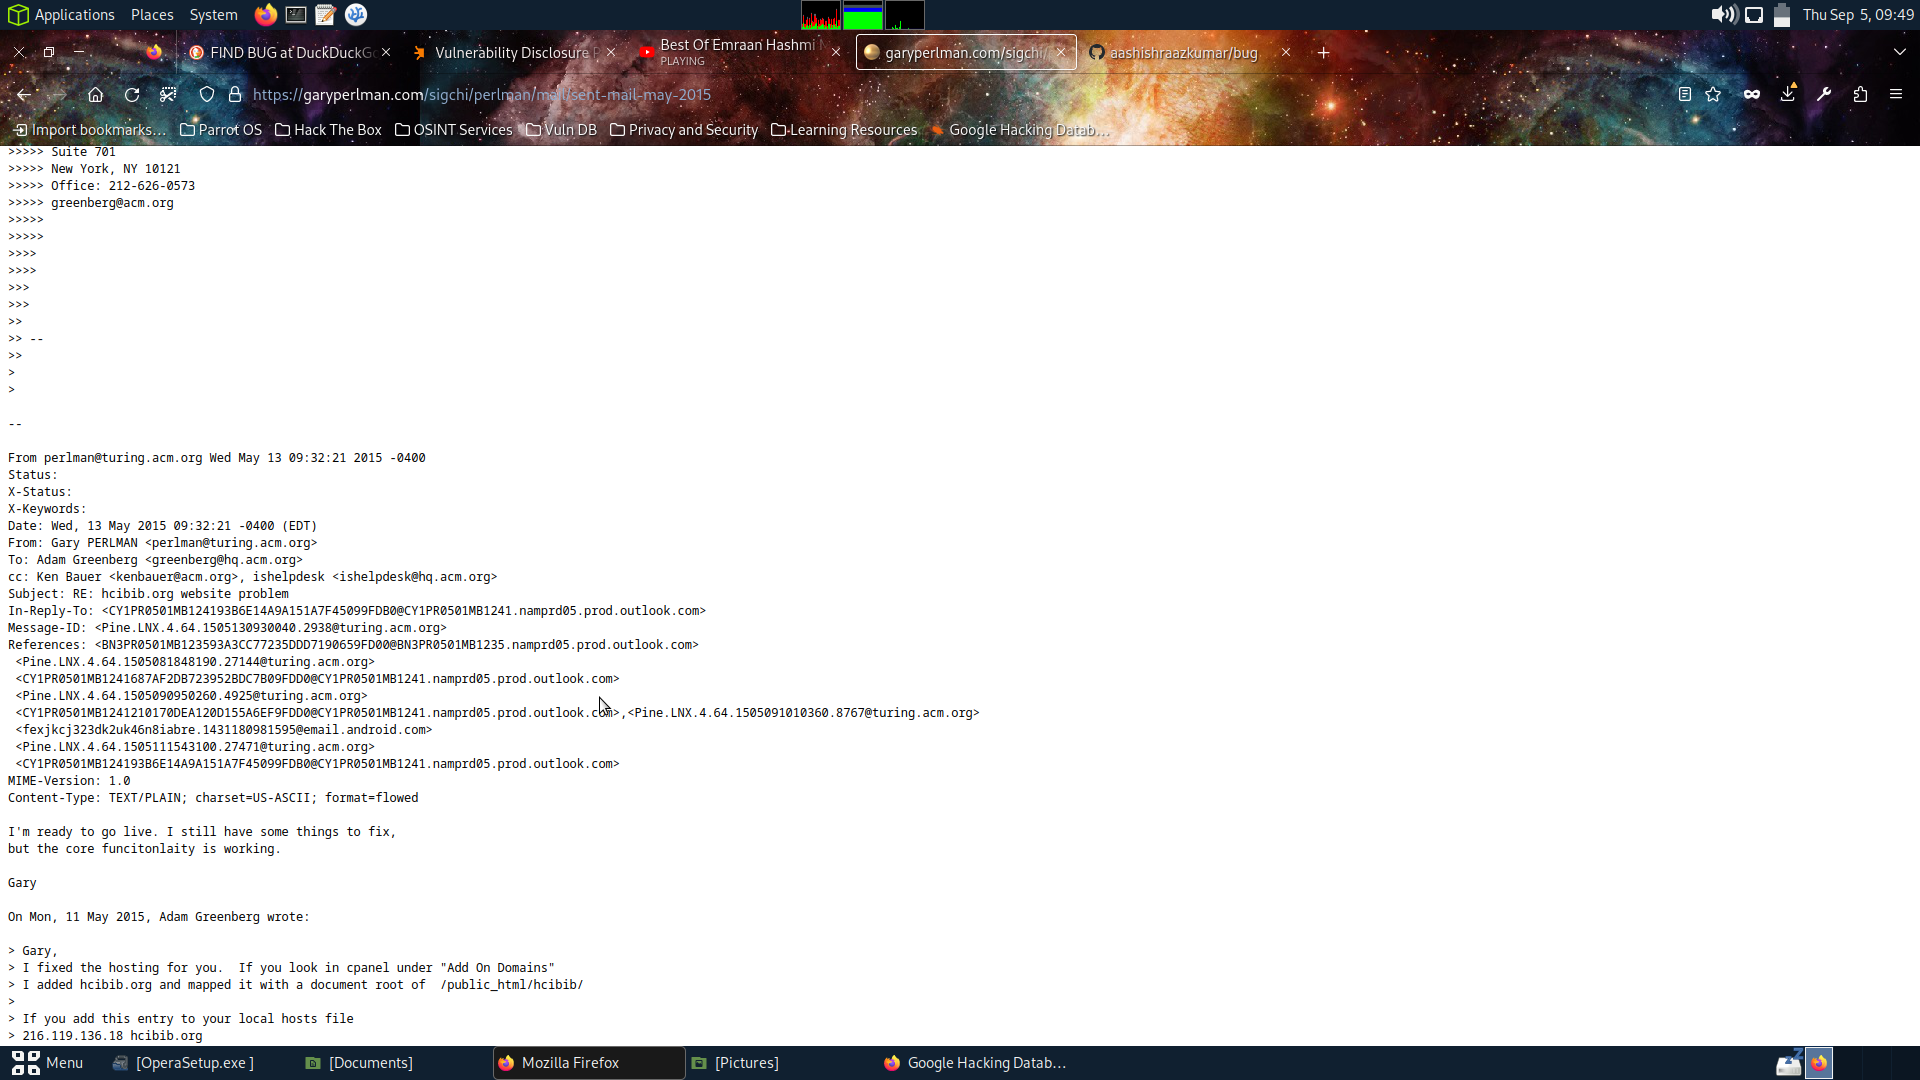 Applications Places System Thu Sep 5, 09:49
FIND BUG at DuckDuckG
Vulnerability Disclosure
Best Of Emraan Hashmi
PLAYING
garyperlman.com/sigchi/
aashishraazkumar/bug
https://garyperlman.com/sigchi/perlman/mail/sent-mail-may-2015
Import bookmarks... Parrot OS Hack The Box OSINT Services Vuln DB Privacy and Security Learning Resources Google Hacking Datab...
>>>>> Suite 701
>>>>> New York, NY 10121
>>>>> Office: 212-626-0573
>>>>> greenberg@acm.org
>>>>>
>>>>>
>>>>
>>>>
>>>
>>>
>>
>> --
>>
>
>
--
From perlman@turing.acm.org Wed May 13 09:32:21 2015 -0400
Status:
X-Status:
X-Keywords:
Date: Wed, 13 May 2015 09:32:21 -0400 (EDT)
From: Gary PERLMAN <perlman@turing.acm.org>
To: Adam Greenberg <greenberg@hq.acm.org>
cc: Ken Bauer <kenbauer@acm.org>, ishelpdesk <ishelpdesk@hq.acm.org>
Subject: RE: hcibib.org website problem
In-Reply-To: <CY1PR0501MB124193B6E14A9A151A7F45099FDB0@CY1PR0501MB1241.namprd05.prod.outlook.com>
Message-ID: <Pine.LNX.4.64.1505130930040.2938@turing.acm.org>
References: <BN3PR0501MB123593A3CC77235DDD7190659FD00@BN3PR0501MB1235.namprd05.prod.outlook.com>
<Pine.LNX.4.64.1505081848190.27144@turing.acm.org>
<CY1PR0501MB1241687AF2DB723952BDC7B09FDD0@CY1PR0501MB1241.namprd05.prod.outlook.com>
<Pine.LNX.4.64.1505090950260.4925@turing.acm.org>
<CY1PR0501MB1241210170DEA120D155A6EF9FDD0@CY1PR0501MB1241.namprd05.prod.outlook.com>,<Pine.LNX.4.64.1505091010360.8767@turing.acm.org>
<fexjkcj323dk2uk46n8iabre.1431180981595@email.android.com>
<Pine.LNX.4.64.1505111543100.27471@turing.acm.org>
<CY1PR0501MB124193B6E14A9A151A7F45099FDB0@CY1PR0501MB1241.namprd05.prod.outlook.com>
MIME-Version: 1.0
Content-Type: TEXT/PLAIN; charset=US-ASCII; format=flowed
I'm ready to go live. I still have some things to fix,
but the core funcitonlaity is working.
Gary
On Mon, 11 May 2015, Adam Greenberg wrote:
> Gary,
> I fixed the hosting for you.  If you look in cpanel under "Add On Domains"
> I added hcibib.org and mapped it with a document root of  /public_html/hcibib/
>
> If you add this entry to your local hosts file
> 216.119.136.18 hcibib.org
Menu [OperaSetup.exe ] [Documents] Mozilla Firefox [Pictures] Google Hacking Datab...